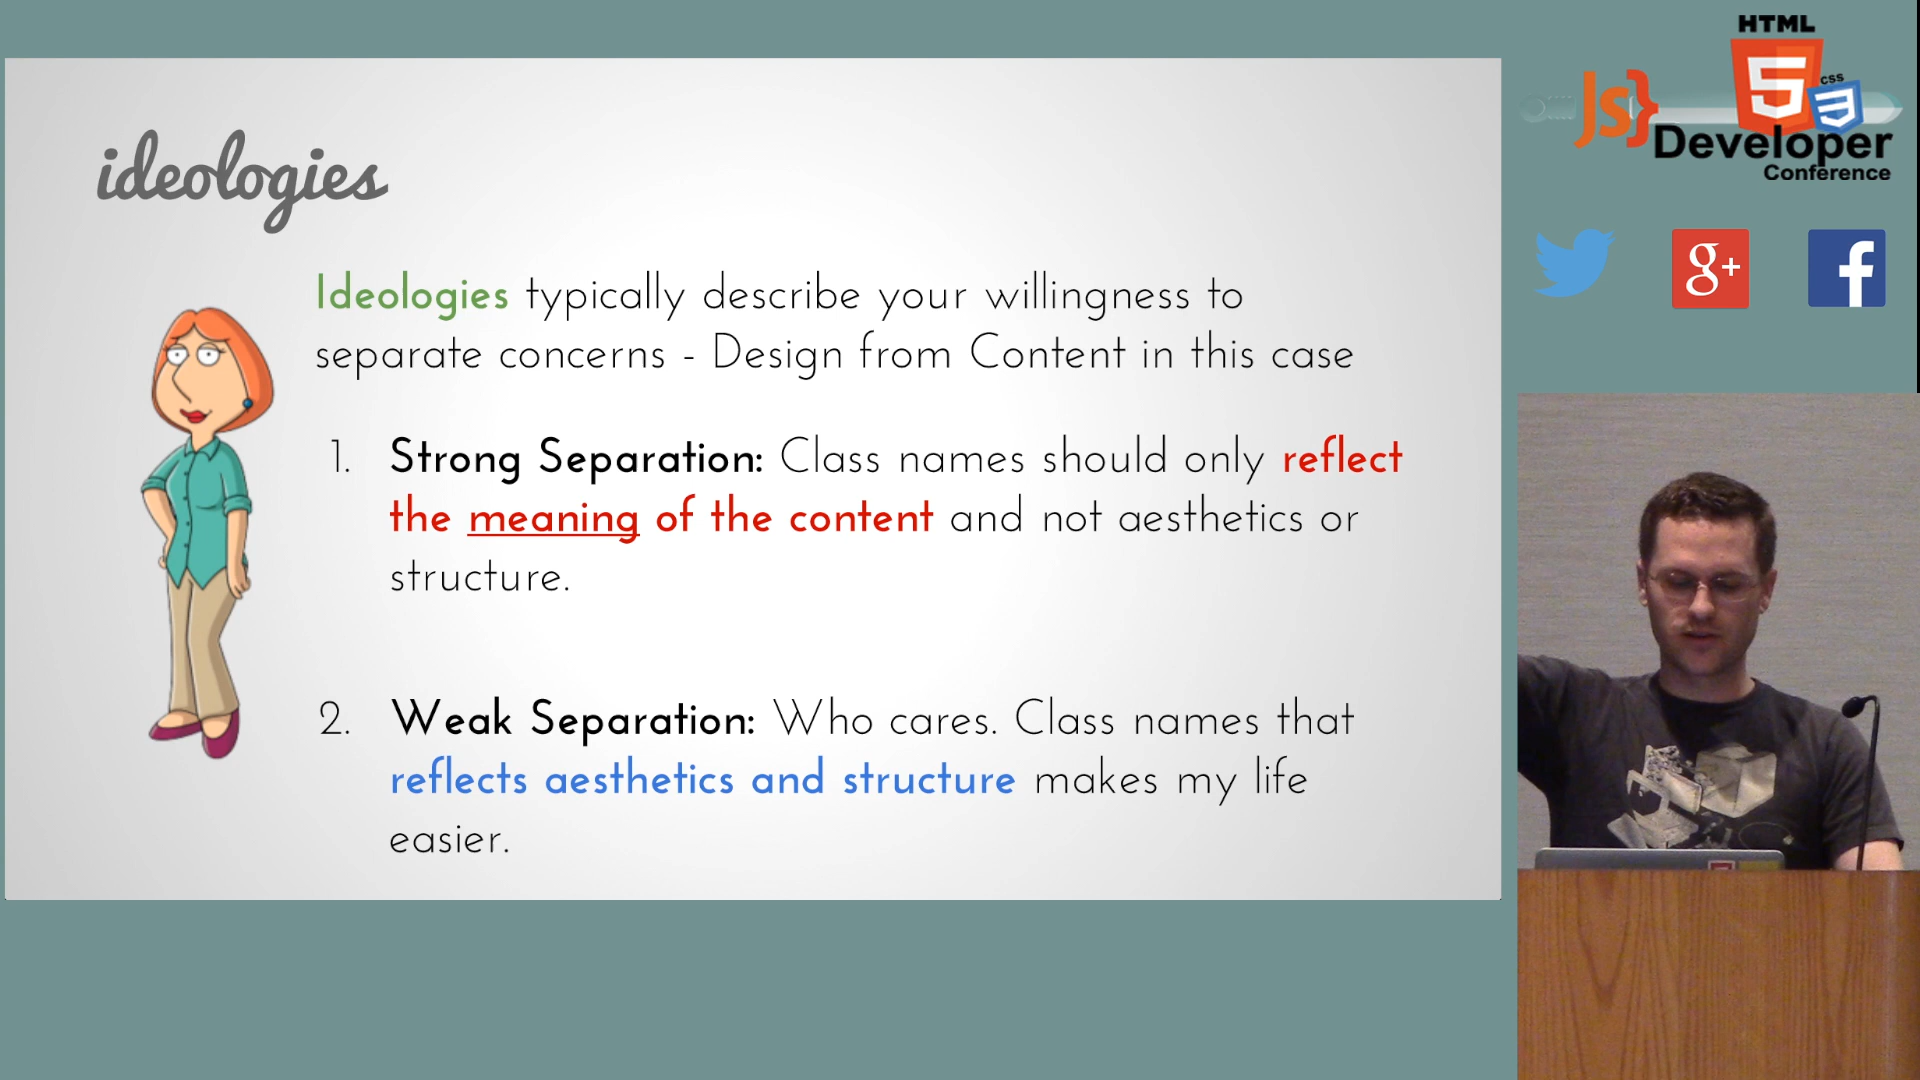 ideologies
Ideologies typically describe your willingness to
separate concerns - Design from Content in this case
1. Strong Separation: Class names should only reflect
the meaning of the content and not aesthetics or
structure.
2. Weak Separation: Who cares. Class names that
reflects aesthetics and structure makes my life
easier.
HTML
JS} 5 CSS 3
Developer
Conference
g+ f